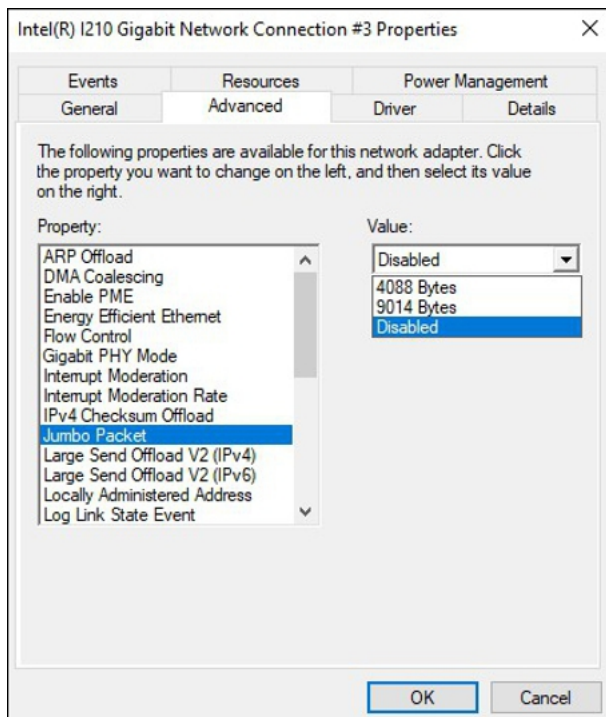 Intel(R) I210 Gigabit Network Connection #3 Properties
Events
Resources
Power Management
General
Advanced
Driver
Details
The following properties are available for this network adapter. Click
the property you want to change on the left, and then select its value
on the right.
Property:
Value:
ARP Offload
DMA Coalescing
Enable PME
Energy Efficient Ethernet
Flow Control
Gigabit PHY Mode
Interrupt Moderation
Interrupt Moderation Rate
IPv4 Checksum Offload
Jumbo Packet
Large Send Offload V2 (IPv4)
Large Send Offload V2 (IPv6)
Locally Administered Address
Log Link State Event
Disabled
4088 Bytes
9014 Bytes
Disabled
OK
Cancel